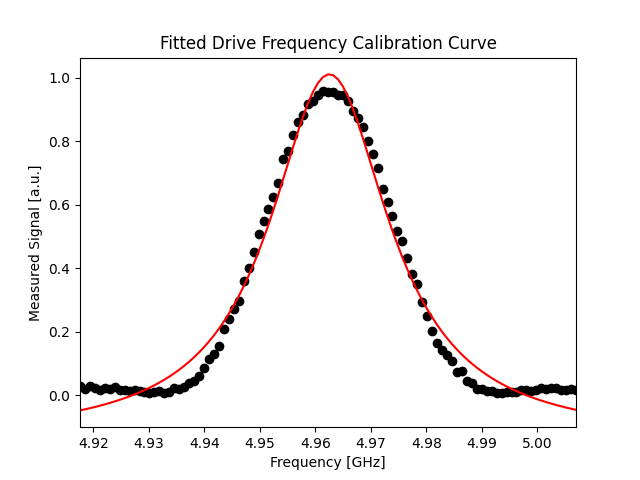 Fitted Drive Frequency Calibration Curve
1.0
0.8
0.6
0.4
0.2
0.0
Measured Signal [a.u.]
4.92 4.93 4.94 4.95 4.96 4.97 4.98 4.99 5.00
Frequency [GHz]